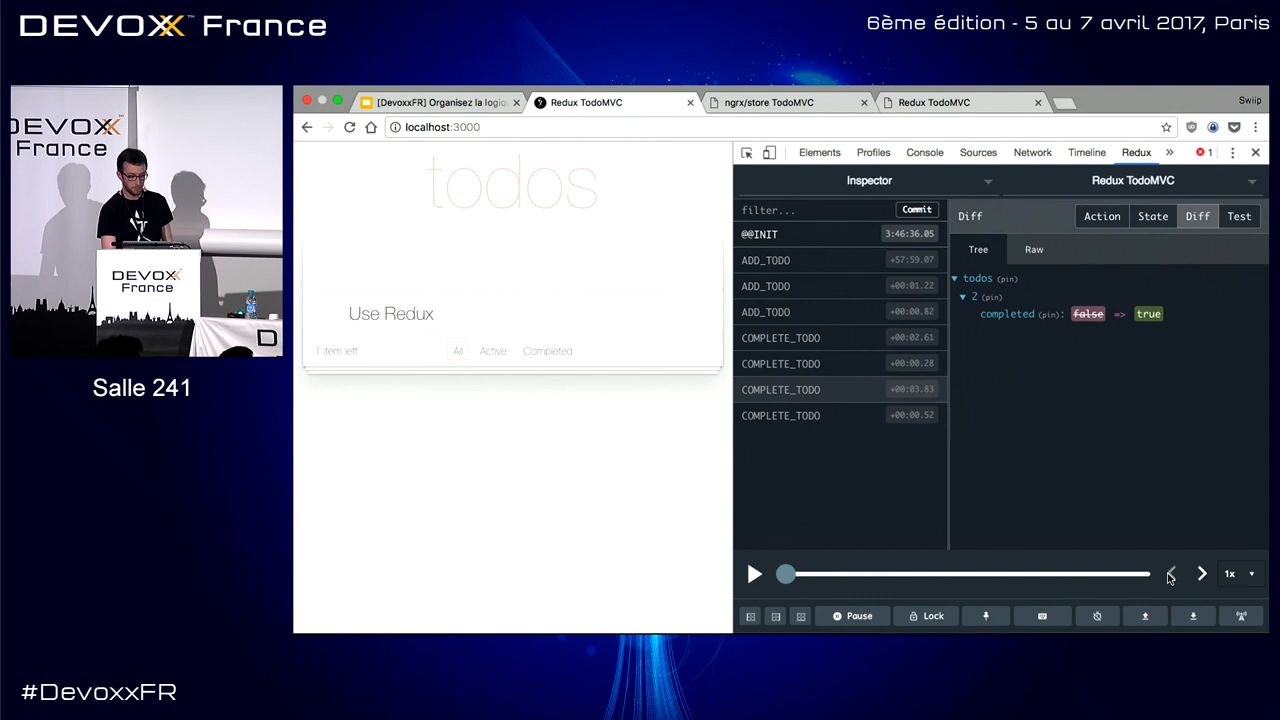 DEVOXX™ France
6ème édition - 5 au 7 avril 2017, Paris
DEVOXX
France
DEVOXX
France
Salle 241
#DevoxxFR
[DevoxxFR] Organisez la logiq
Redux TodoMVC
ngrx/store TodoMVC
Redux TodoMVC
Swiip
localhost:3000
todos
Use Redux
1 item left
All
Active
Completed
Elements
Profiles
Console
Sources
Network
Timeline
Redux
»
1
Inspector
Redux TodoMVC
filter...
Commit
@@INIT 3:46:36.05
ADD_TODO +57:59.07
ADD_TODO +00:01.22
ADD_TODO +00:00.82
COMPLETE_TODO +00:02.61
COMPLETE_TODO +00:00.28
COMPLETE_TODO +00:03.83
COMPLETE_TODO +00:00.52
Diff
Action
State
Diff
Test
Tree
Raw
todos (pin)
2 (pin)
completed (pin): false => true
1x
Pause
Lock